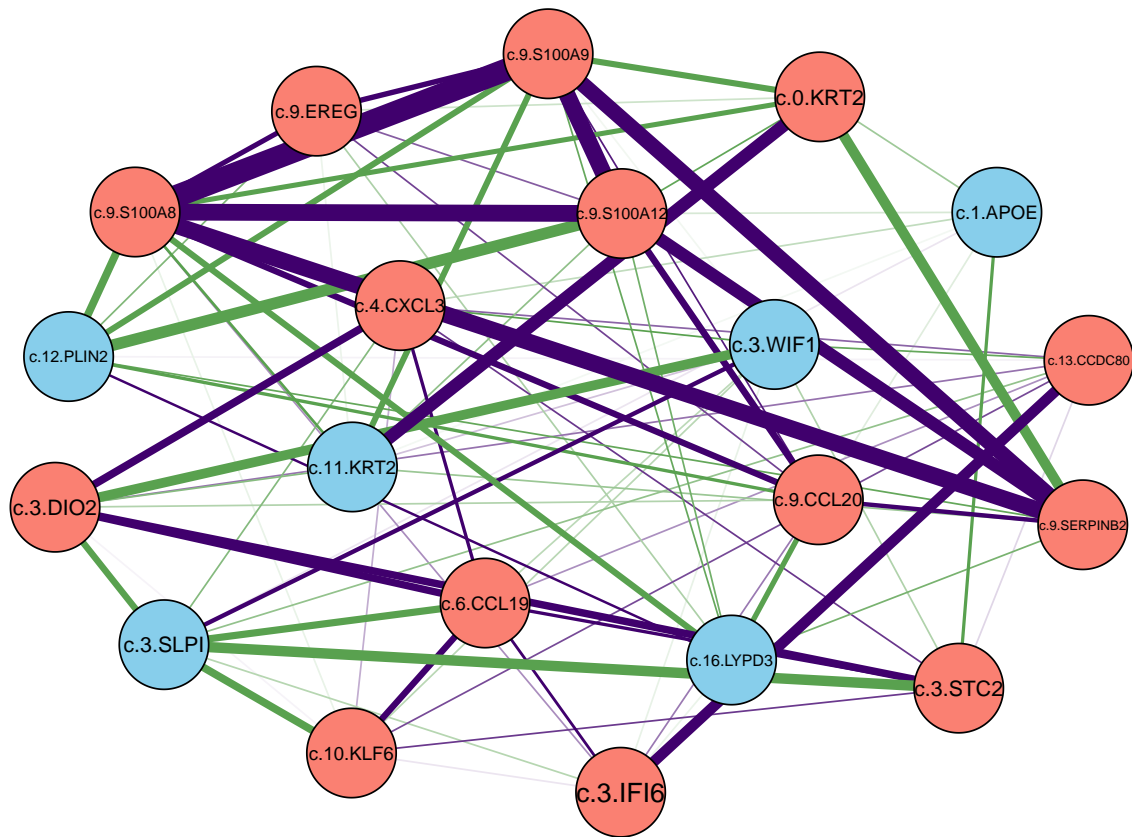 c.9.S100A9
c.0.KRT2
c.9.EREG
c.9.S100A8
c.9.S100A12
c.1.APOE
c.4.CXCL3
c.3.WIF1
c.12.PLIN2
c.13.CCDC80
c.11.KRT2
c.9.CCL20
c.3.DIO2
c.9.SERPINB2
c.6.CCL19
c.3.SLPI
c.16.LYPD3
c.3.STC2
c.10.KLF6
c.3.IFI6